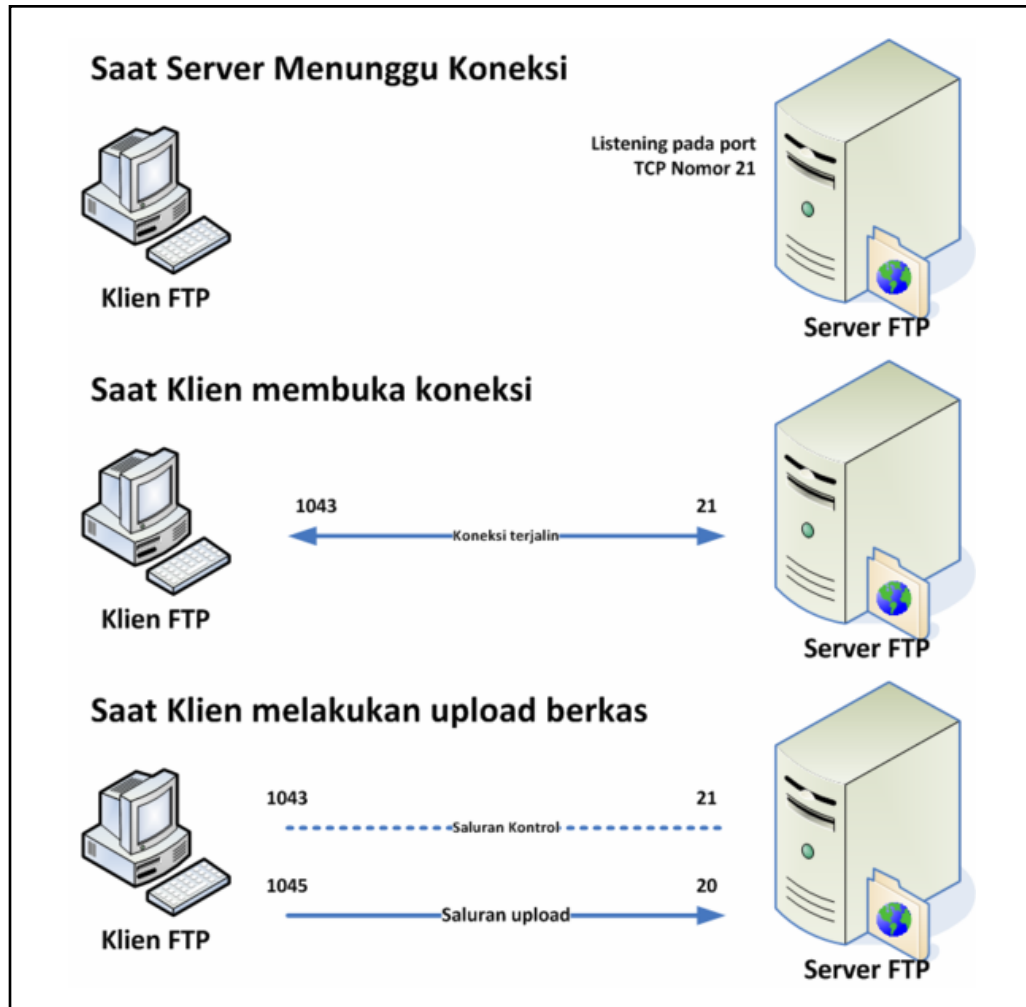 Saat Server Menunggu Koneksi
Listening pada port
TCP Nomor 21
Klien FTP
Server FTP
Saat Klien membuka koneksi
1043
21
Koneksi terjalin
Klien FTP
Server FTP
Saat Klien melakukan upload berkas
1043
21
Saluran Kontrol
1045
20
Saluran upload
Klien FTP
Server FTP